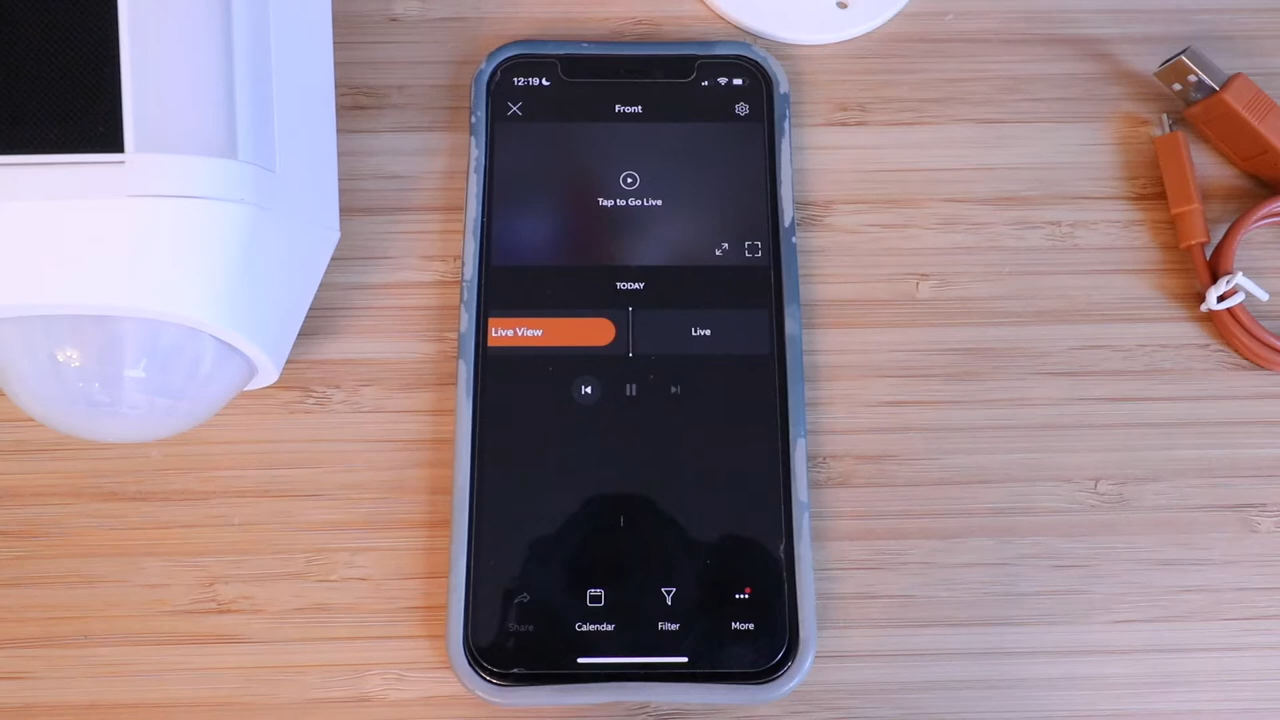 12:19
Front
Tap to Go Live
TODAY
Live View
Live
Share
Calendar
Filter
More